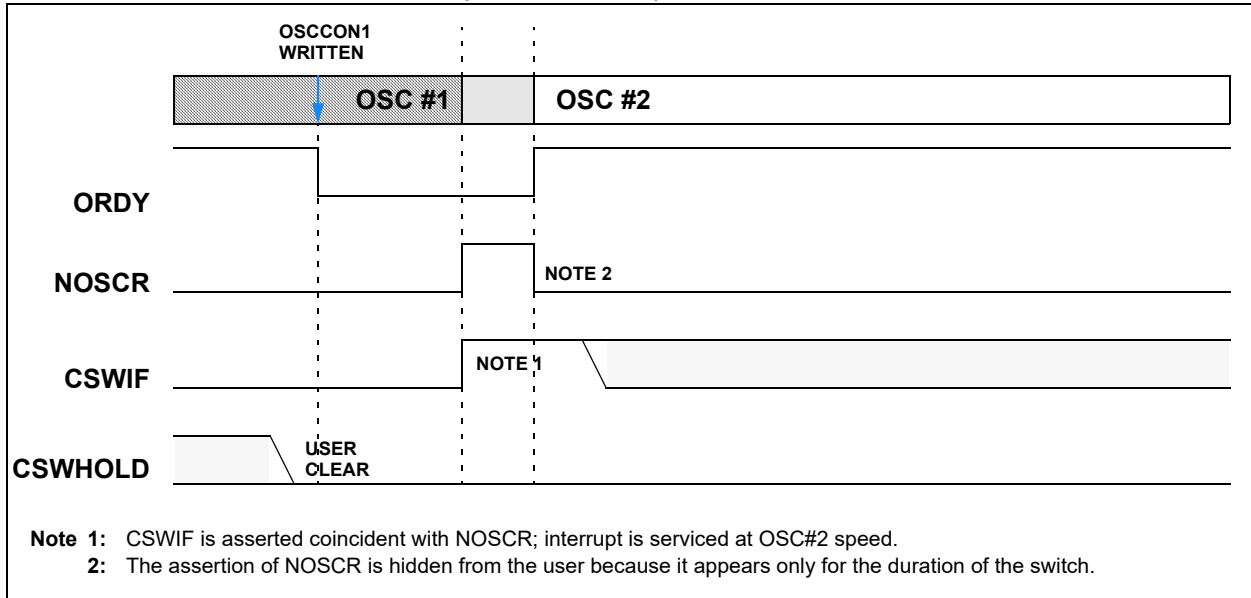 OSCCON1
WRITTEN
OSC #1
OSC #2
ORDY
NOSCR
NOTE 2
CSWIF
NOTE 1
CSWHOLD
USER
CLEAR
Note 1: CSWIF is asserted coincident with NOSCR; interrupt is serviced at OSC#2 speed.
2: The assertion of NOSCR is hidden from the user because it appears only for the duration of the switch.